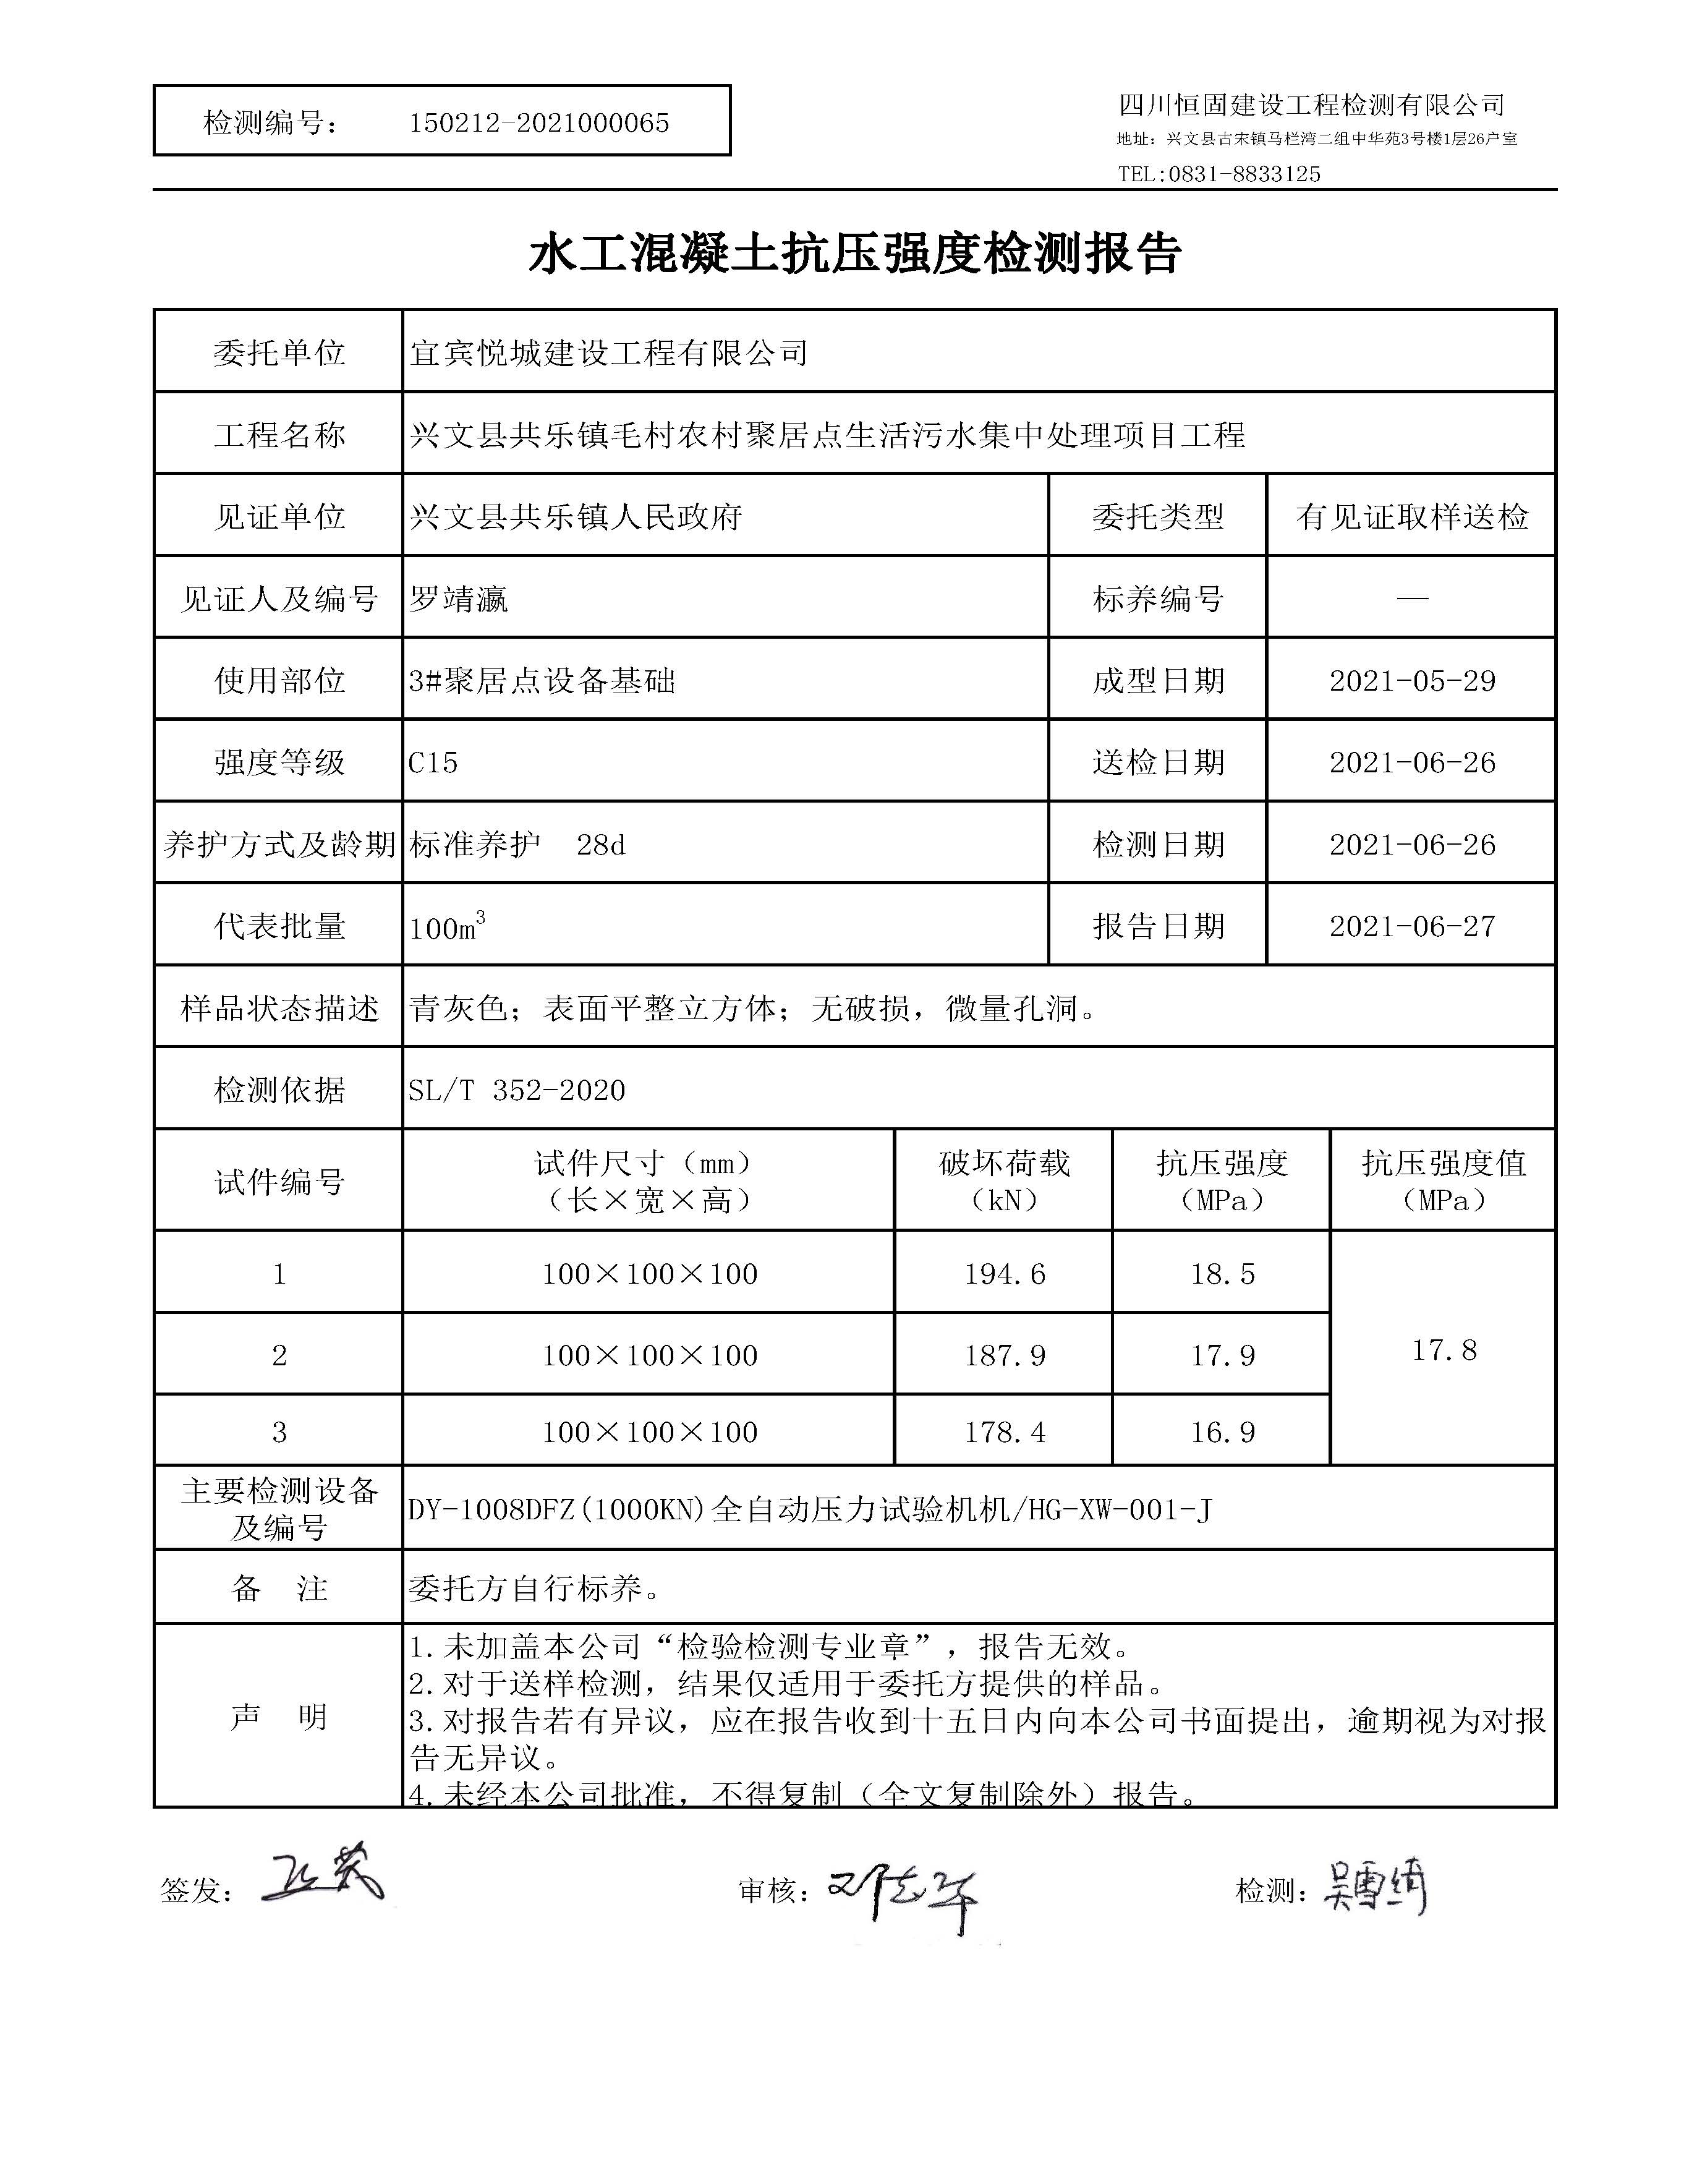 检测编号： 150212-2021000065
四川恒固建设工程检测有限公司
地址：兴文县古宋镇马栏湾二组中华苑3号楼1层26户室
TEL:0831-8833125
水工混凝土抗压强度检测报告
委托单位 宜宾悦城建设工程有限公司
工程名称 兴文县共乐镇毛村农村聚居点生活污水集中处理项目工程
见证单位 兴文县共乐镇人民政府 委托类型 有见证取样送检
见证人及编号 罗靖瀛 标养编号 —
使用部位 3#聚居点设备基础 成型日期 2021-05-29
强度等级 C15 送检日期 2021-06-26
养护方式及龄期 标准养护 28d 检测日期 2021-06-26
代表批量 100m³ 报告日期 2021-06-27
样品状态描述 青灰色；表面平整立方体；无破损，微量孔洞。
检测依据 SL/T 352-2020
试件编号 试件尺寸（mm） 破坏荷载 抗压强度 抗压强度值
（长×宽×高） （kN） （MPa） （MPa）
1 100×100×100 194.6 18.5
2 100×100×100 187.9 17.9 17.8
3 100×100×100 178.4 16.9
主要检测设备
及编号 DY-1008DFZ(1000KN)全自动压力试验机机/HG-XW-001-J
备 注 委托方自行标养。
声 明
1.未加盖本公司“检验检测专业章”，报告无效。
2.对于送样检测，结果仅适用于委托方提供的样品。
3.对报告若有异议，应在报告收到十五日内向本公司书面提出，逾期视为对报
告无异议。
4.未经本公司批准，不得复制（全文复制除外）报告。
签发： 审核： 检测：吴雪绮